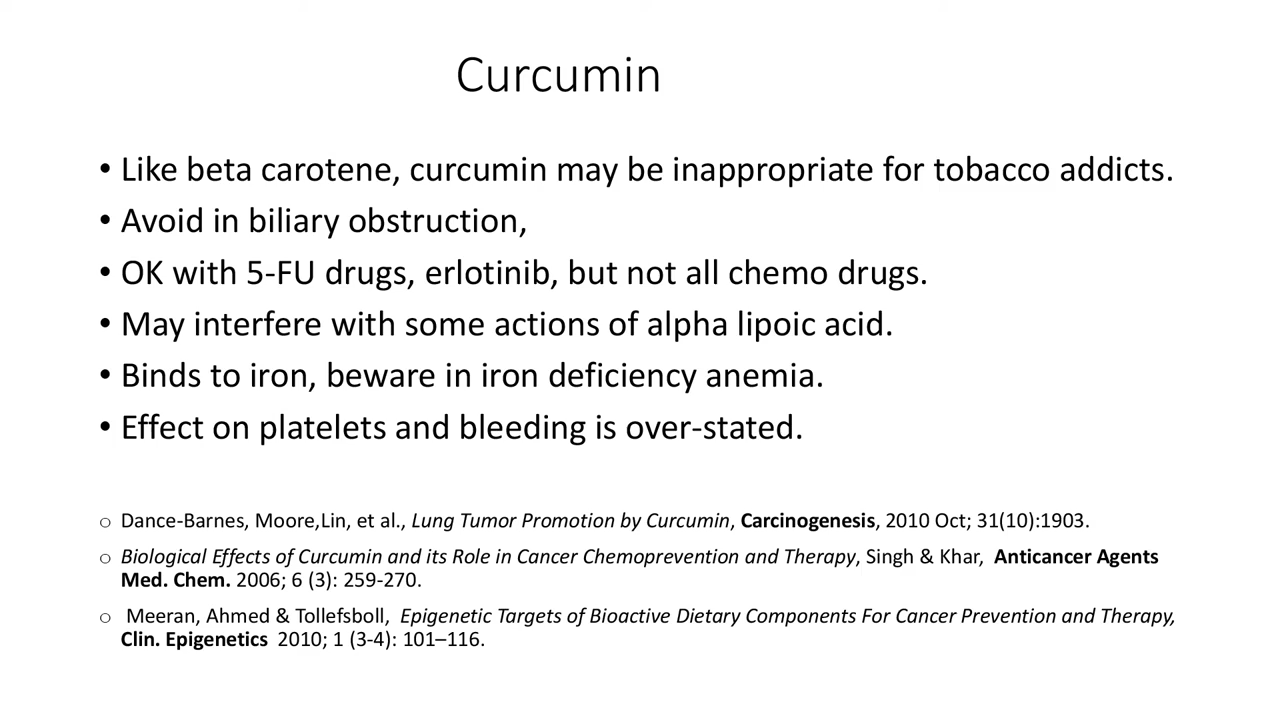 Curcumin
• Like beta carotene, curcumin may be inappropriate for tobacco addicts.
• Avoid in biliary obstruction,
• OK with 5-FU drugs, erlotinib, but not all chemo drugs.
• May interfere with some actions of alpha lipoic acid.
• Binds to iron, beware in iron deficiency anemia.
• Effect on platelets and bleeding is over-stated.
o Dance-Barnes, Moore,Lin, et al., Lung Tumor Promotion by Curcumin, Carcinogenesis, 2010 Oct; 31(10):1903.
o Biological Effects of Curcumin and its Role in Cancer Chemoprevention and Therapy, Singh & Khar, Anticancer Agents
Med. Chem. 2006; 6 (3): 259-270.
o Meeran, Ahmed & Tollefsboll, Epigenetic Targets of Bioactive Dietary Components For Cancer Prevention and Therapy,
Clin. Epigenetics 2010; 1 (3-4): 101–116.